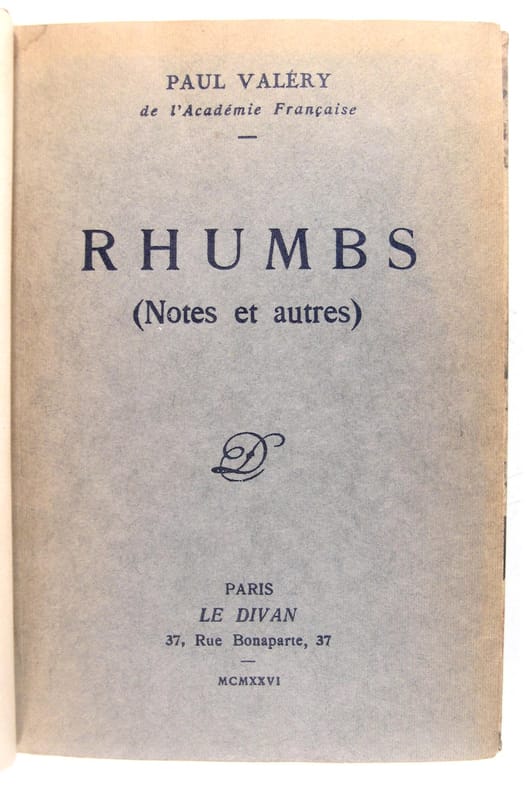 PAUL VALÉRY
de l'Académie Française
RHUMBS
(Notes et autres)
D
PARIS
LE DIVAN
37, Rue Bonaparte, 37
MCMXXVI